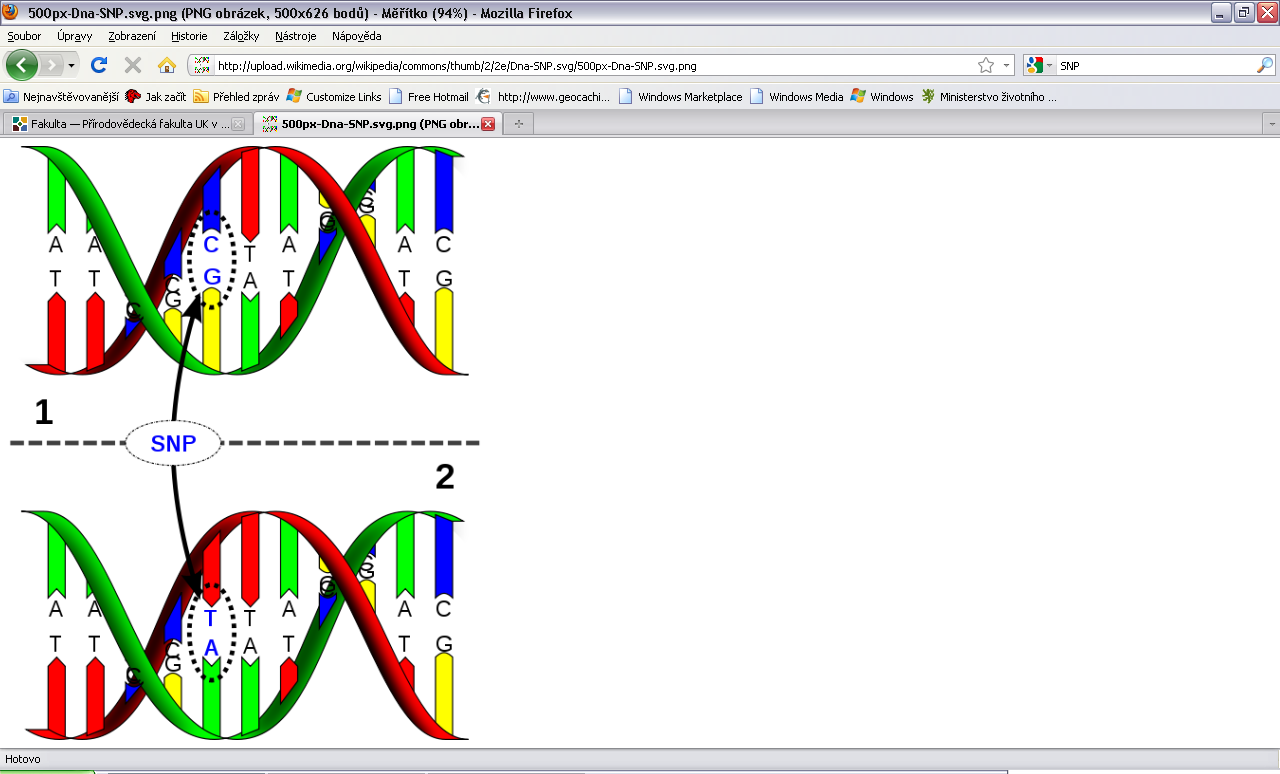 500px-Dna-SNP.svg.png (PNG obrázek, 500x626 bodů) - Měřítko (94%) - Mozilla Firefox
Soubor Úpravy Zobrazení Historie Záložky Nástroje Nápověda
http://upload.wikimedia.org/wikipedia/commons/thumb/2/2e/Dna-SNP.svg/500px-Dna-SNP.svg.png SNP
Nejnavštěvovanější Jak začít Přehled zpráv Customize Links Free Hotmail http://www.geocachi... Windows Marketplace Windows Media Windows Ministerstvo životního ...
Fakulta — Přírodovědecká fakulta UK v ... 500px-Dna-SNP.svg.png (PNG obr...
G G
A A C T A A C
T T C C G G A T T G
1
SNP
2
G G
A A T T A A C
T T C C G A A T T G
Hotovo